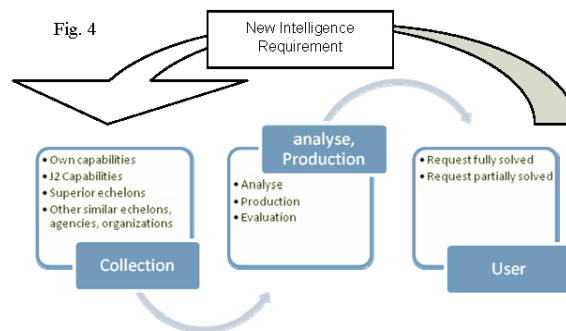 Fig. 4
New Intelligence
Requirement
• Own capabilities
• J2 Capabilities
• Superior echelons
• Other similar echelons,
agencies, organizations
Collection
analyse,
Production
• Analyse
• Production
• Evaluation
• Request fully solved
• Request partially solved
User